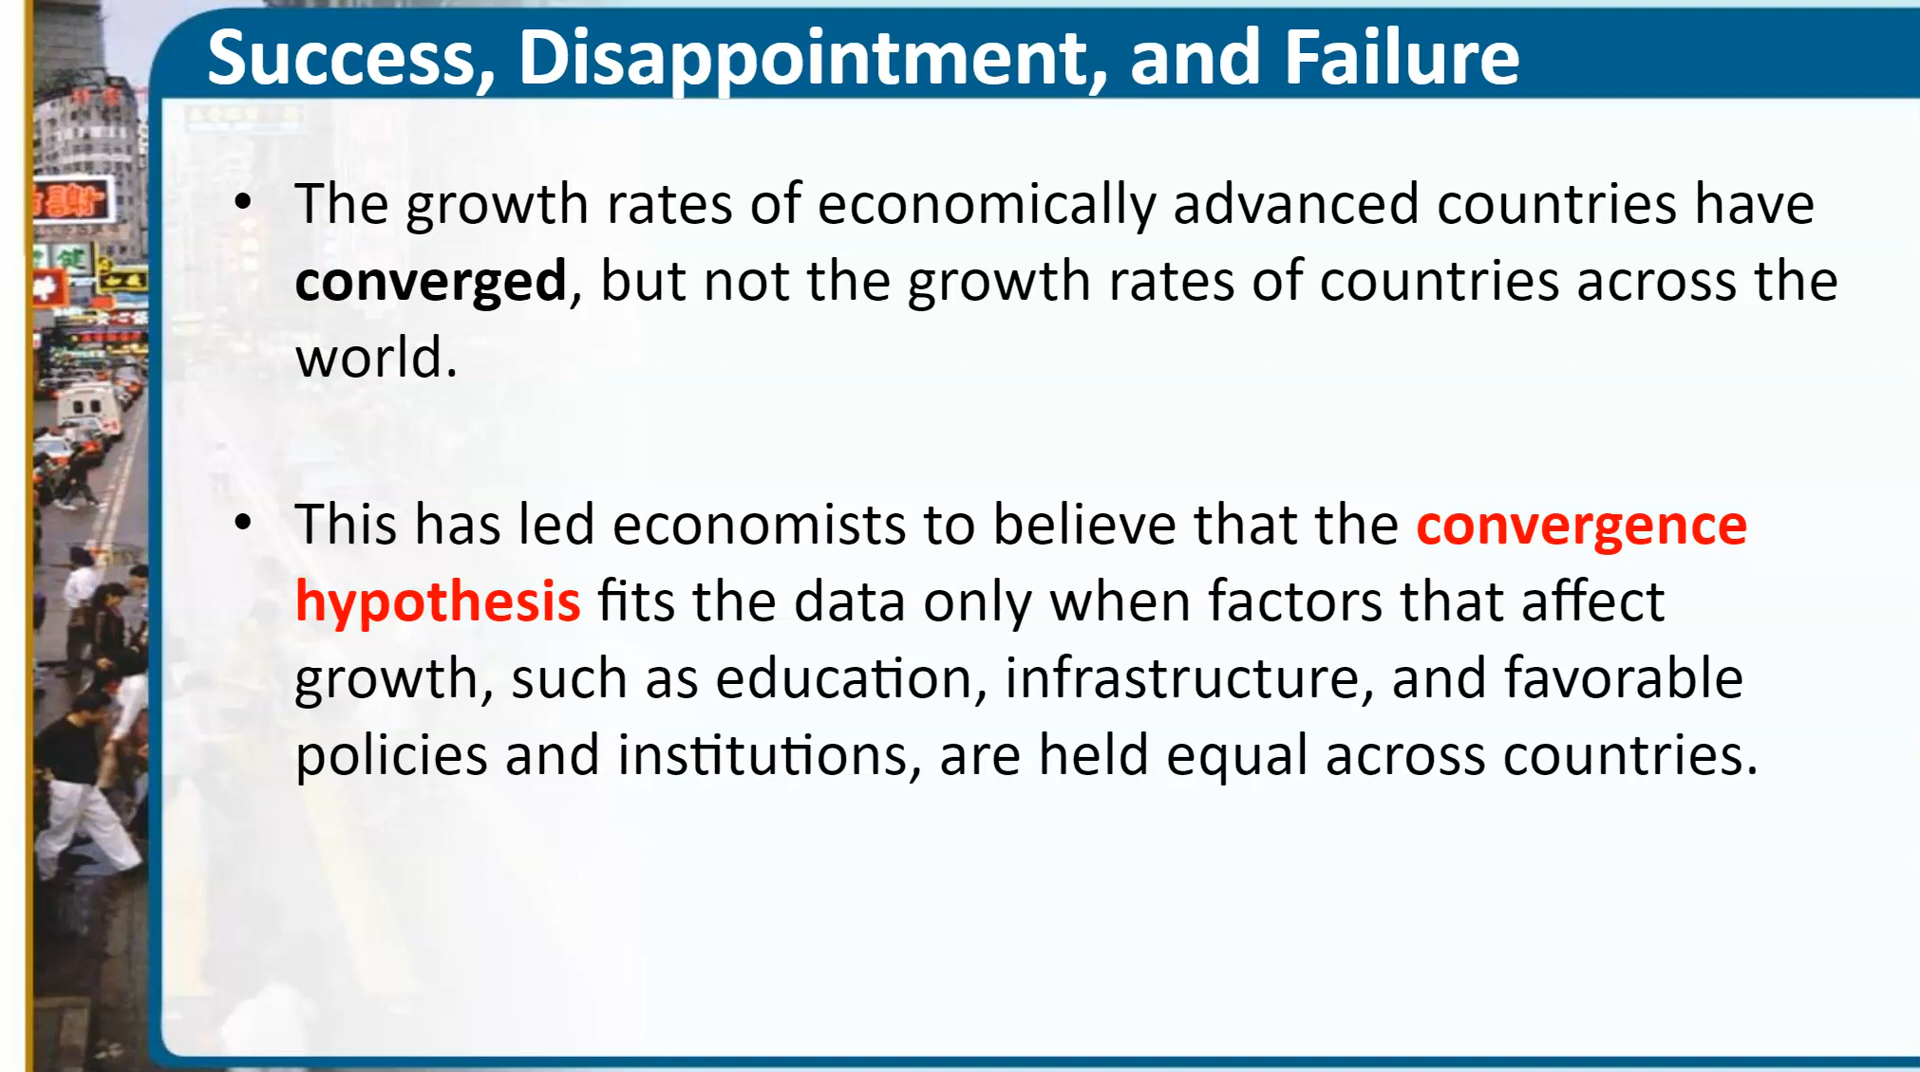 Success, Disappointment, and Failure
• The growth rates of economically advanced countries have
converged, but not the growth rates of countries across the
world.
• This has led economists to believe that the convergence
hypothesis fits the data only when factors that affect
growth, such as education, infrastructure, and favorable
policies and institutions, are held equal across countries.